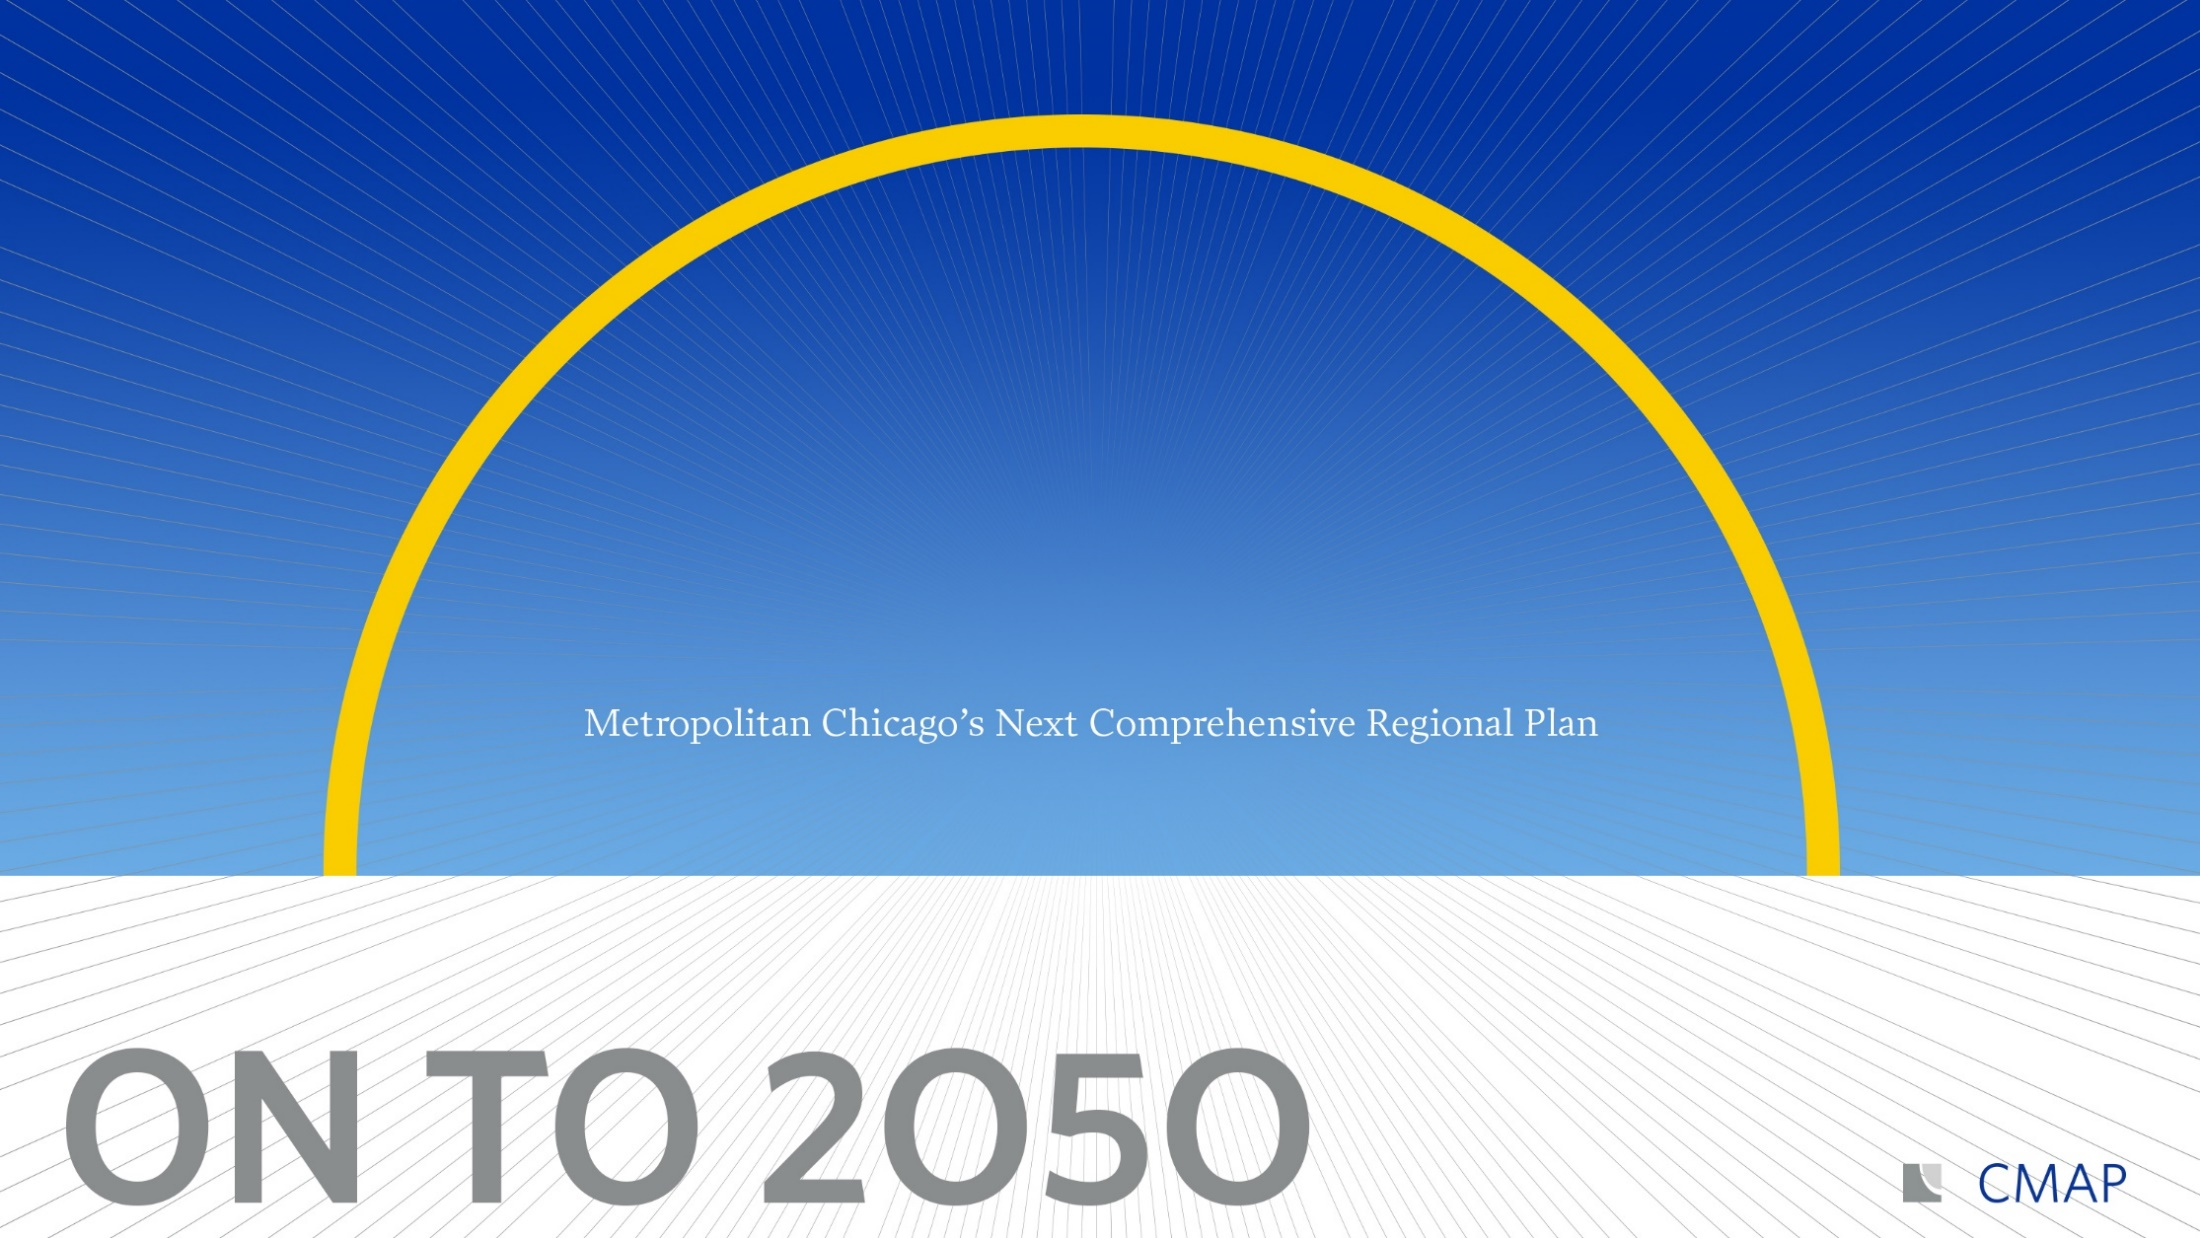 Metropolitan Chicago’s Next Comprehensive Regional Plan
ON TO 2050
CMAP